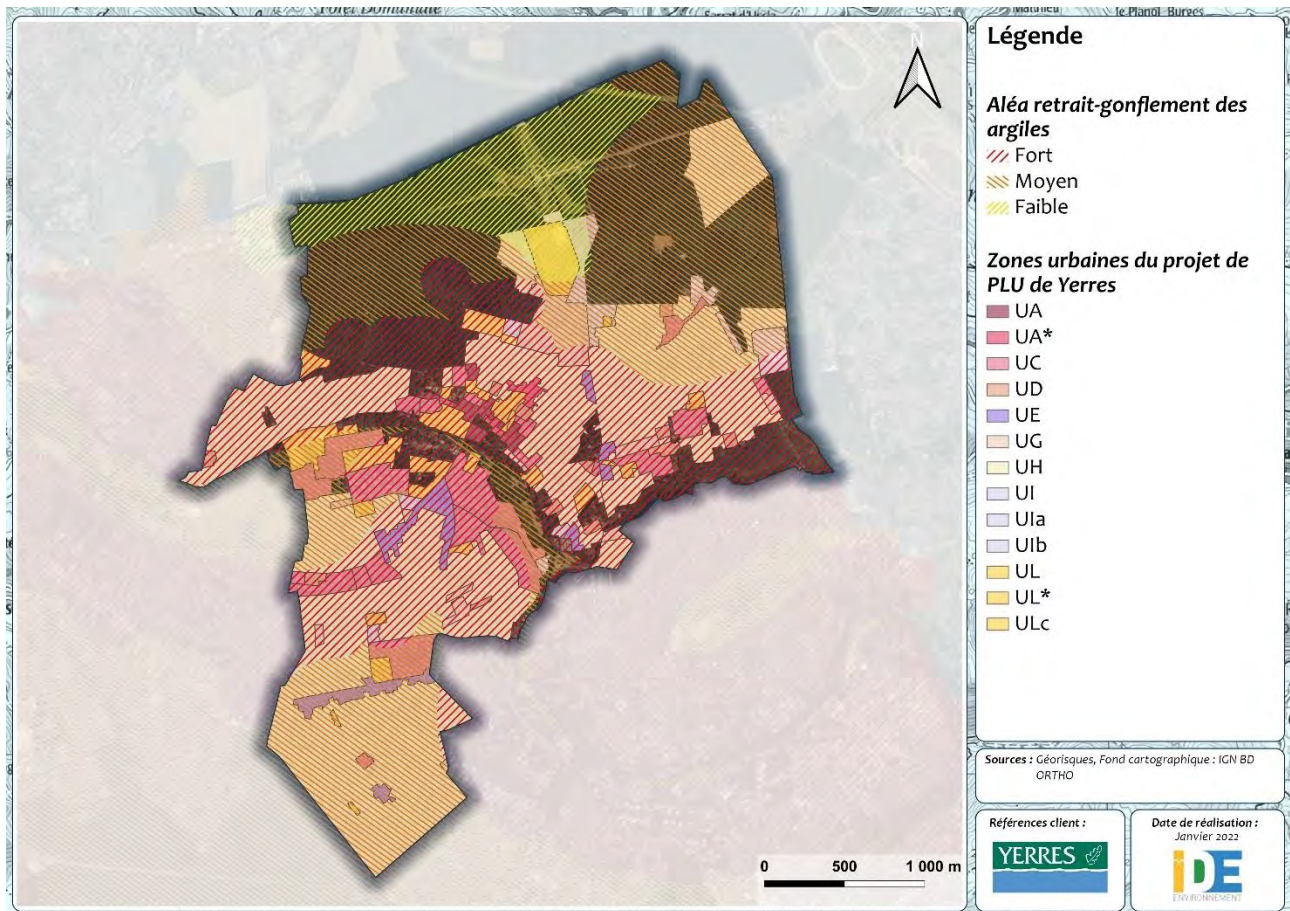 Forêt Domaniale
le Planol Burges
N
Légende
Aléa retrait-gonflement des
argiles
Fort
Moyen
Faible
Zones urbaines du projet de
PLU de Yerres
UA
UA*
UC
UD
UE
UG
UH
UI
UIa
UIb
UL
UL*
ULc
0 500 1 000 m
Sources : Géorisques, Fond cartographique : IGN BD
ORTHO
Références client :
YERRES
Date de réalisation :
Janvier 2022
iDE
ENVIRONNEMENT